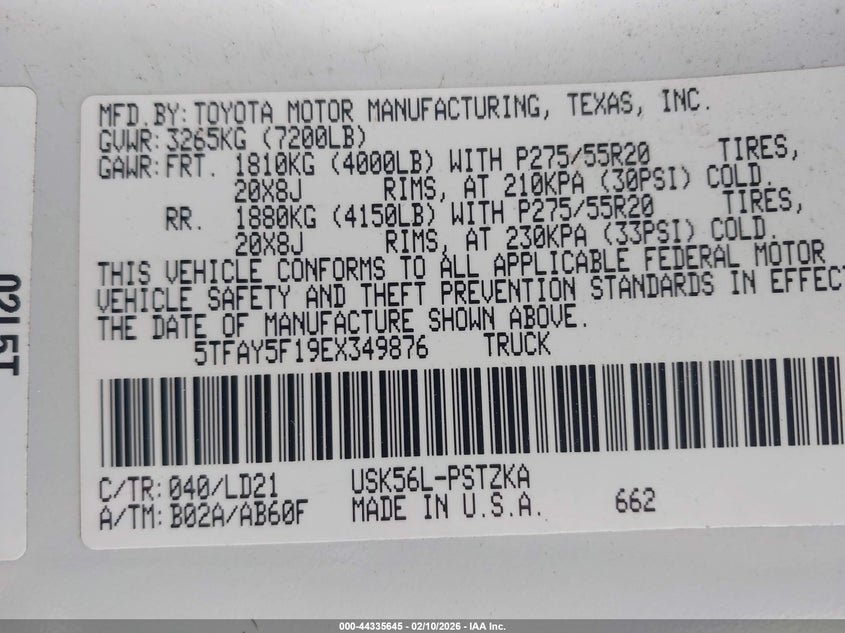 MFD.BY: TOYOTA MOTOR MANUFACTURING, TEXAS, INC.
GVWR: 3265KG (7200LB)
GAWR: FRT. 1810KG (4000LB) WITH P275/55R20 TIRES,
20X8J RIMS, AT 210KPA (30PSI) COLD.
RR. 1880KG (4150LB) WITH P275/55R20 TIRES,
20X8J RIMS, AT 230KPA (33PSI) COLD.
THIS VEHICLE CONFORMS TO ALL APPLICABLE FEDERAL MOTOR
VEHICLE SAFETY AND THEFT PREVENTION STANDARDS IN EFFECT
THE DATE OF MANUFACTURE SHOWN ABOVE.
5TFAY5F19EX349876 TRUCK
C/TR: 040/LD21 USK56L-PSTZKA
A/TM: B02A/AB60F MADE IN U.S.A. 662
000-44335645 - 02/10/2026 - IAA Inc.